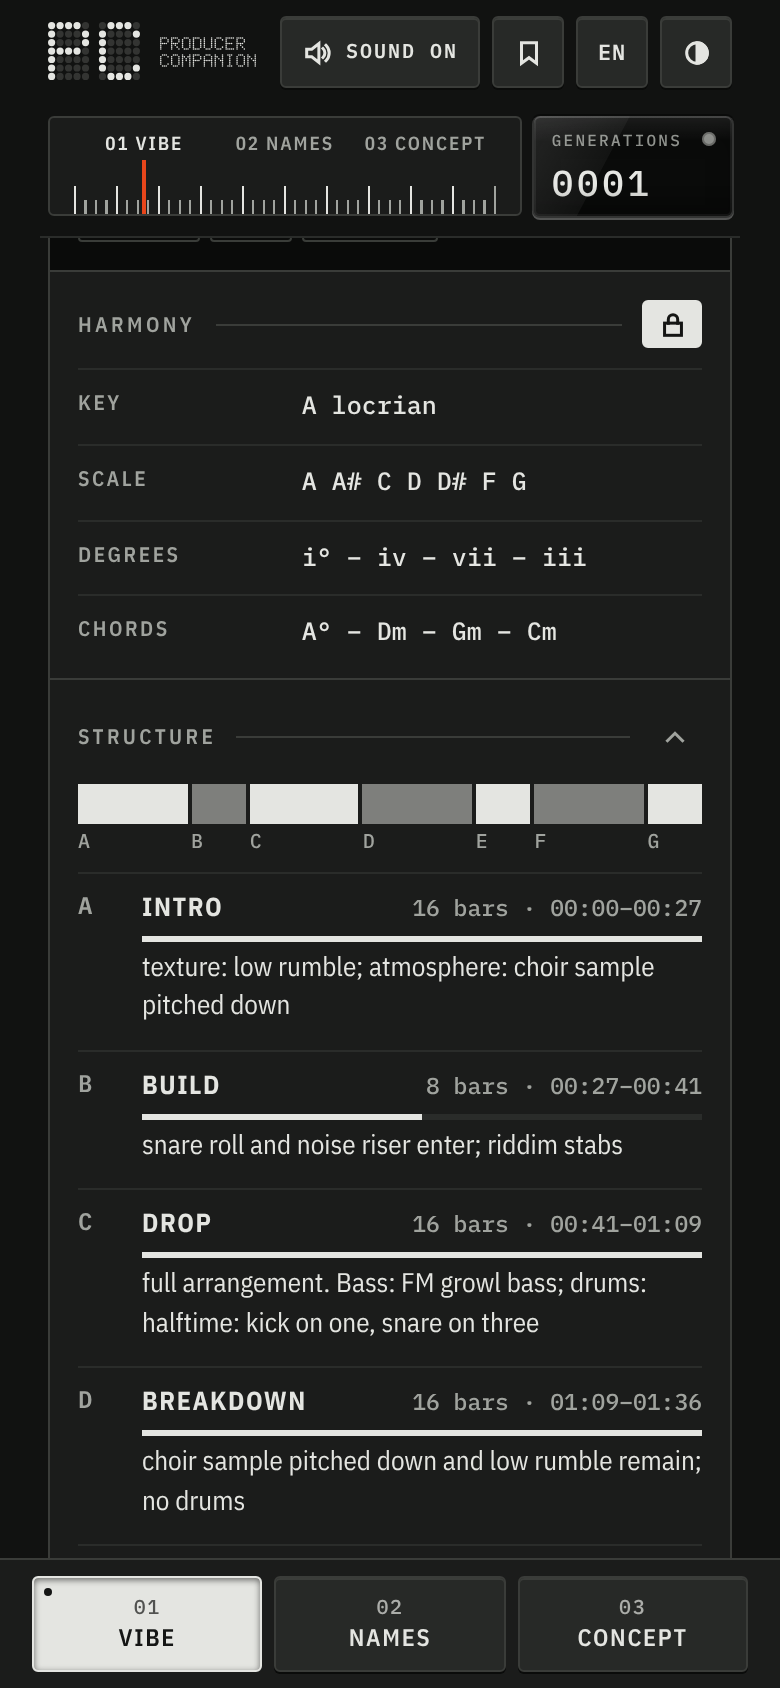 PC PRODUCER
COMPANION
SOUND ON
EN
01 VIBE 02 NAMES 03 CONCEPT
GENERATIONS
0001
HARMONY
KEY A locrian
SCALE A A# C D D# F G
DEGREES i° – iv – vii – iii
CHORDS A° – Dm – Gm – Cm
STRUCTURE
A B C D E F G
A INTRO 16 bars · 00:00–00:27
texture: low rumble; atmosphere: choir sample
pitched down
B BUILD 8 bars · 00:27–00:41
snare roll and noise riser enter; riddim stabs
C DROP 16 bars · 00:41–01:09
full arrangement. Bass: FM growl bass; drums:
halftime: kick on one, snare on three
D BREAKDOWN 16 bars · 01:09–01:36
choir sample pitched down and low rumble remain;
no drums
01 02 03
VIBE NAMES CONCEPT